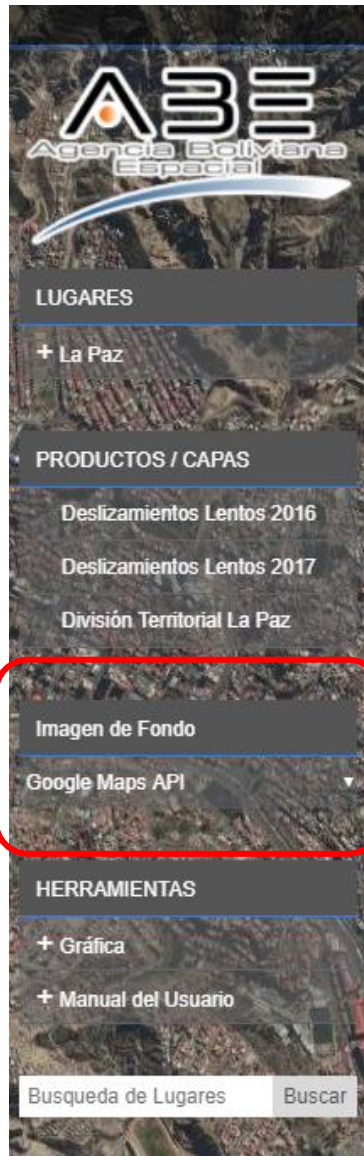 ABE
Agencia Boliviana
Espacial
LUGARES
+ La Paz
PRODUCTOS / CAPAS
Deslizamientos Lentos 2016
Deslizamientos Lentos 2017
División Territorial La Paz
Imagen de Fondo
Google Maps API ▼
HERRAMIENTAS
+ Gráfica
+ Manual del Usuario
Busqueda de Lugares Buscar